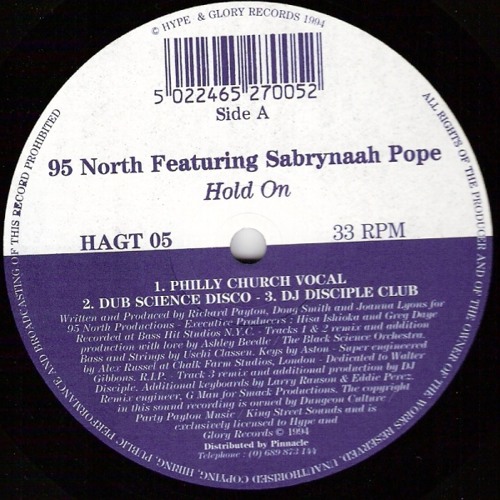 © HYPE & GLORY RECORDS 1994
5 022465 270052
Side A
95 North Featuring Sabrynaah Pope
Hold On
HAGT 05
33 RPM
1. PHILLY CHURCH VOCAL
2. DUB SCIENCE DISCO - 3. DJ DISCIPLE CLUB
Written and Produced by Richard Payton, Doug Smith and Joanna Lyons for
95 North Productions - Executive Producers : Hisa Ishioka and Greg Daye
Recorded at Bass Hit Studios N.Y.C. - Tracks 1 & 2 remix and addition
production with love by Ashley Beedle / The Black Science Orchestra.
Bass and Strings by Uschi Classen. Keys by Aston - Saper engineered
by Alex Russel at Chalk Farm Studios, London - Dedicated to Walter
Gibbons. R.I.P. - Track 3 remix and additional production by DJ
Disciple. Additional keyboards by Larry Ranson & Eddie Perez.
Remix engineer, G Man for Smack Productions. The copyright
in this sound recording is owned by Dungeon Culture /
Party Payton Music / King Street Sounds and is
exclusively licensed to Hype and
Glory Records © 1994
Distributed by Pinnacle
Telephone : (0) 689 873 144
ALL RIGHTS OF THE PRODUCER AND OF THE OWNER OF THE WORKS RESERVED. UNAUTHORISED COPYING, HIRING, PUBLIC PERFORMANCE AND BROADCASTING OF THIS RECORD PROHIBITED